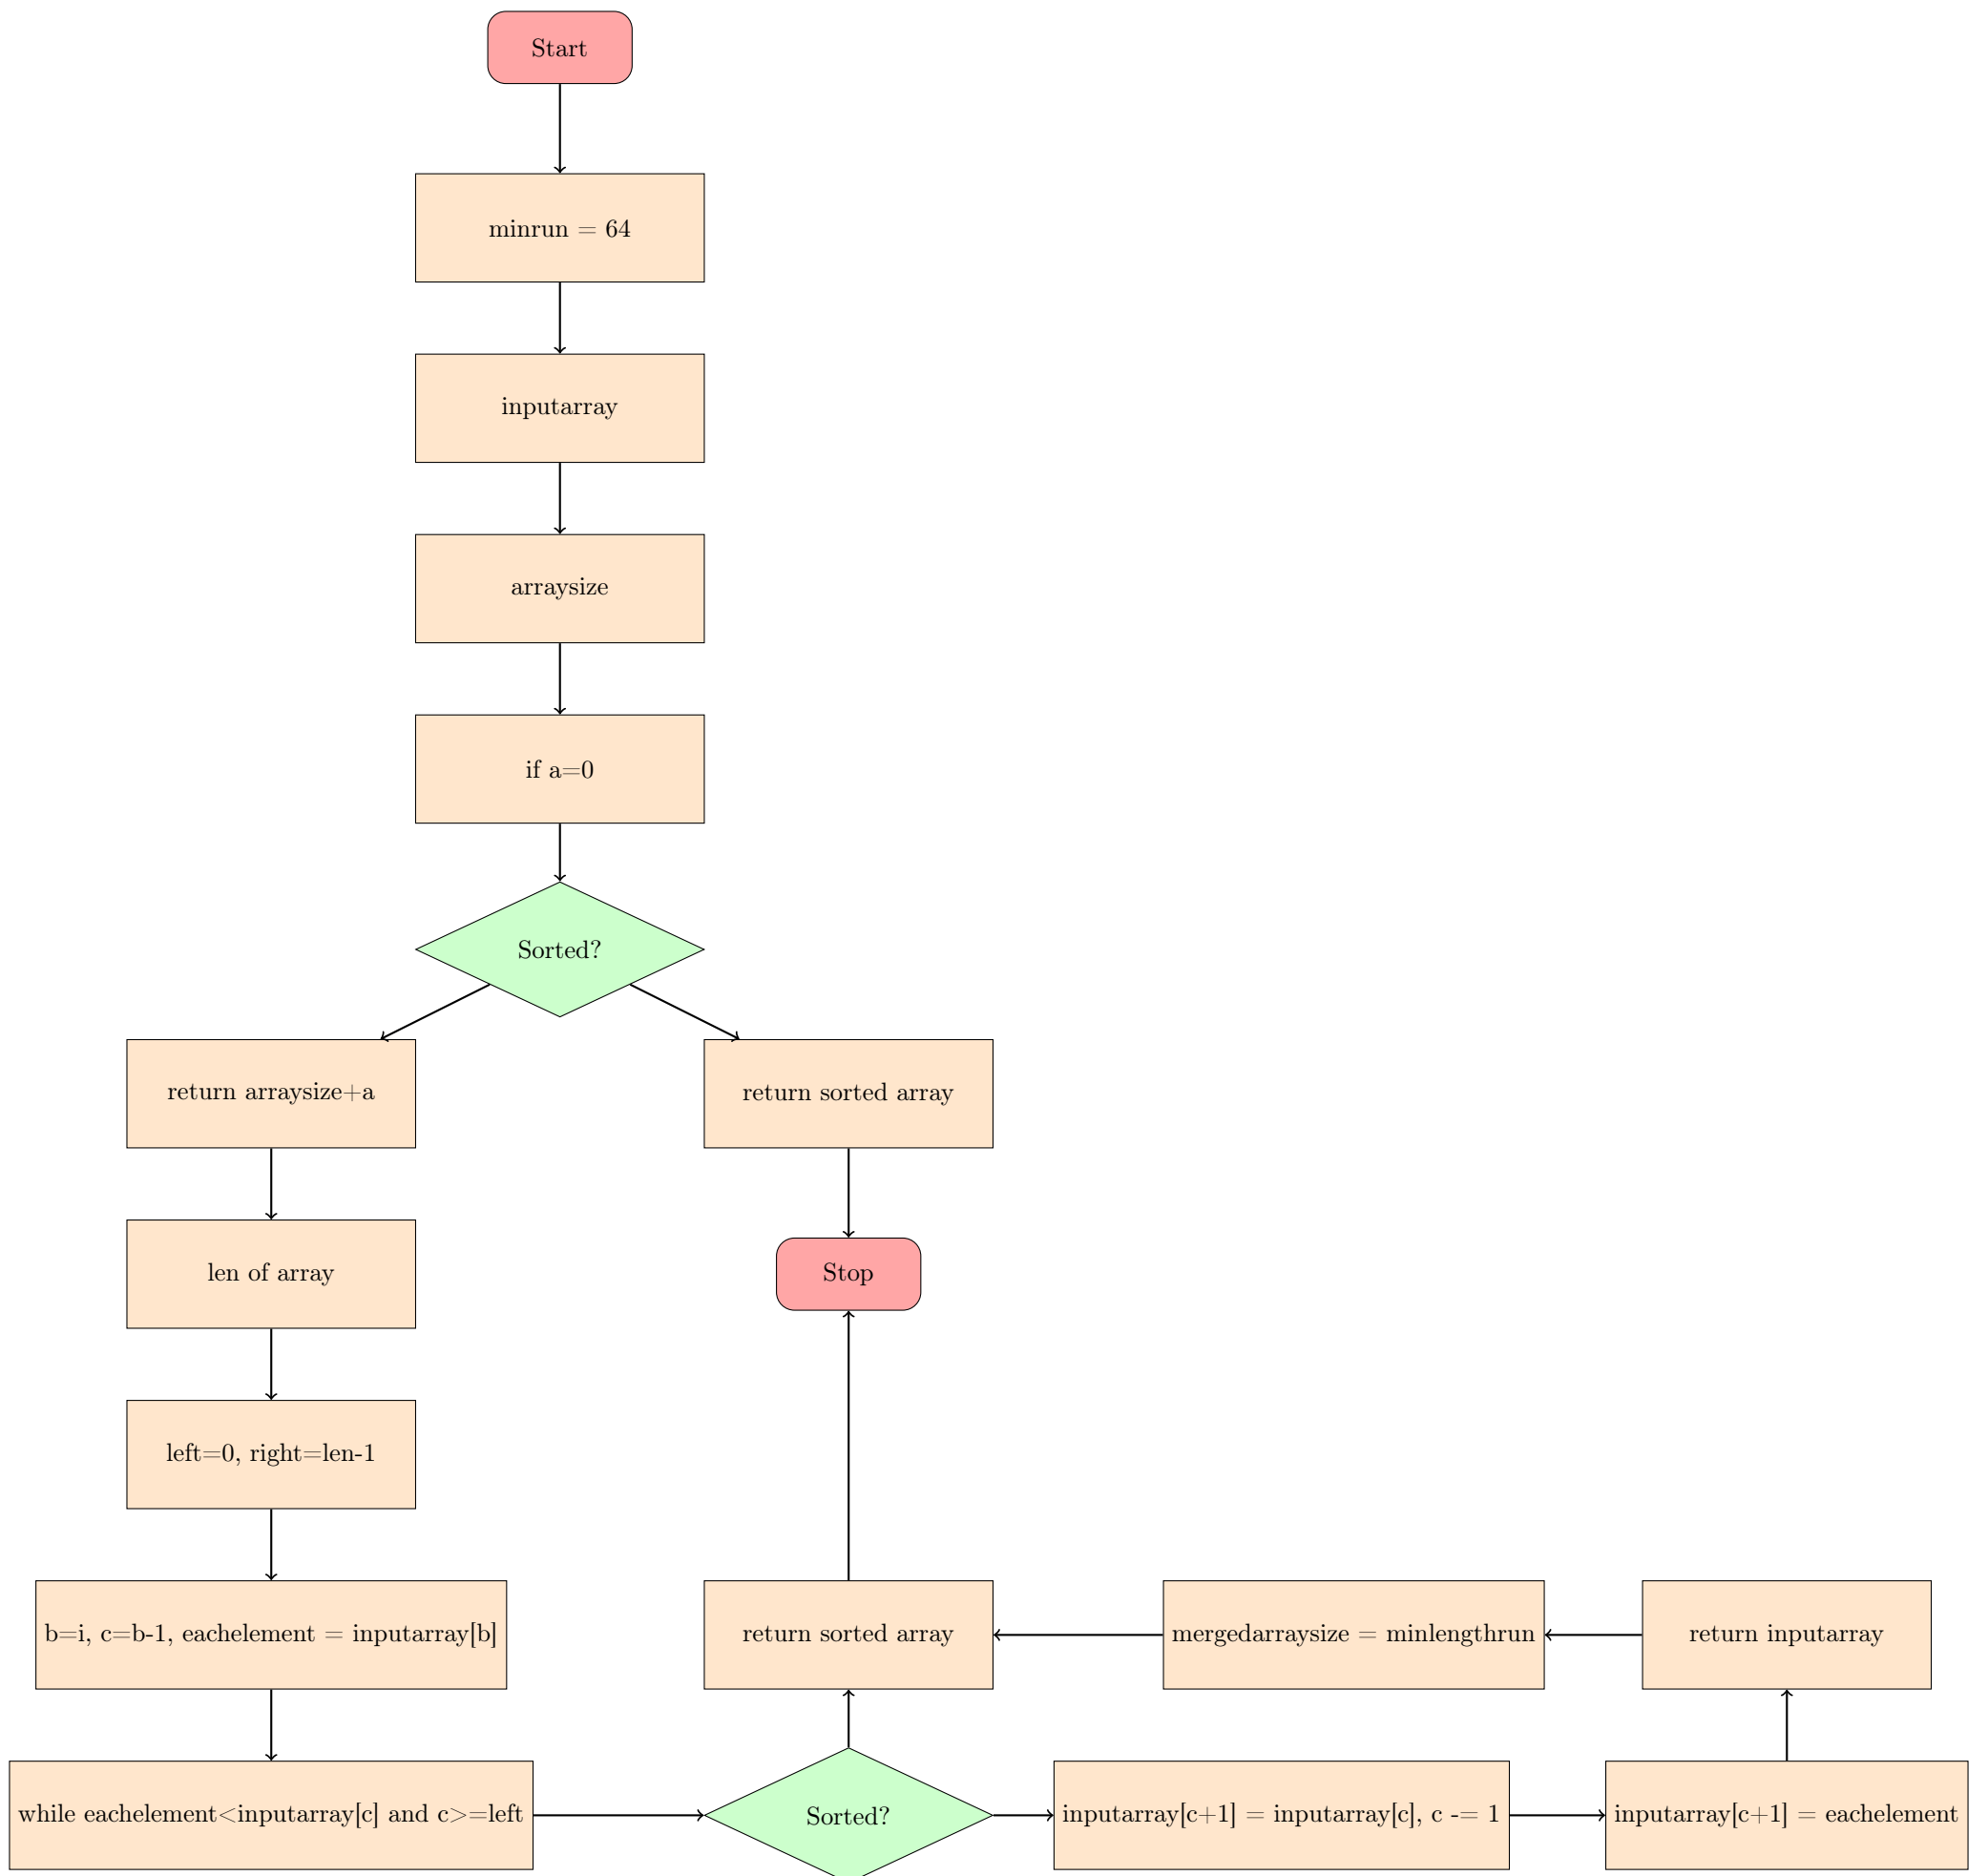 Start
minrun = 64
inputarray
arraysize
if a=0
Sorted?
return arraysize+a
return sorted array
len of array
Stop
left=0, right=len-1
b=i, c=b-1, eachelement = inputarray[b]
return sorted array
mergedarraysize = minlengthrun
return inputarray
while eachelement<inputarray[c] and c>=left
Sorted?
inputarray[c+1] = inputarray[c], c -= 1
inputarray[c+1] = eachelement